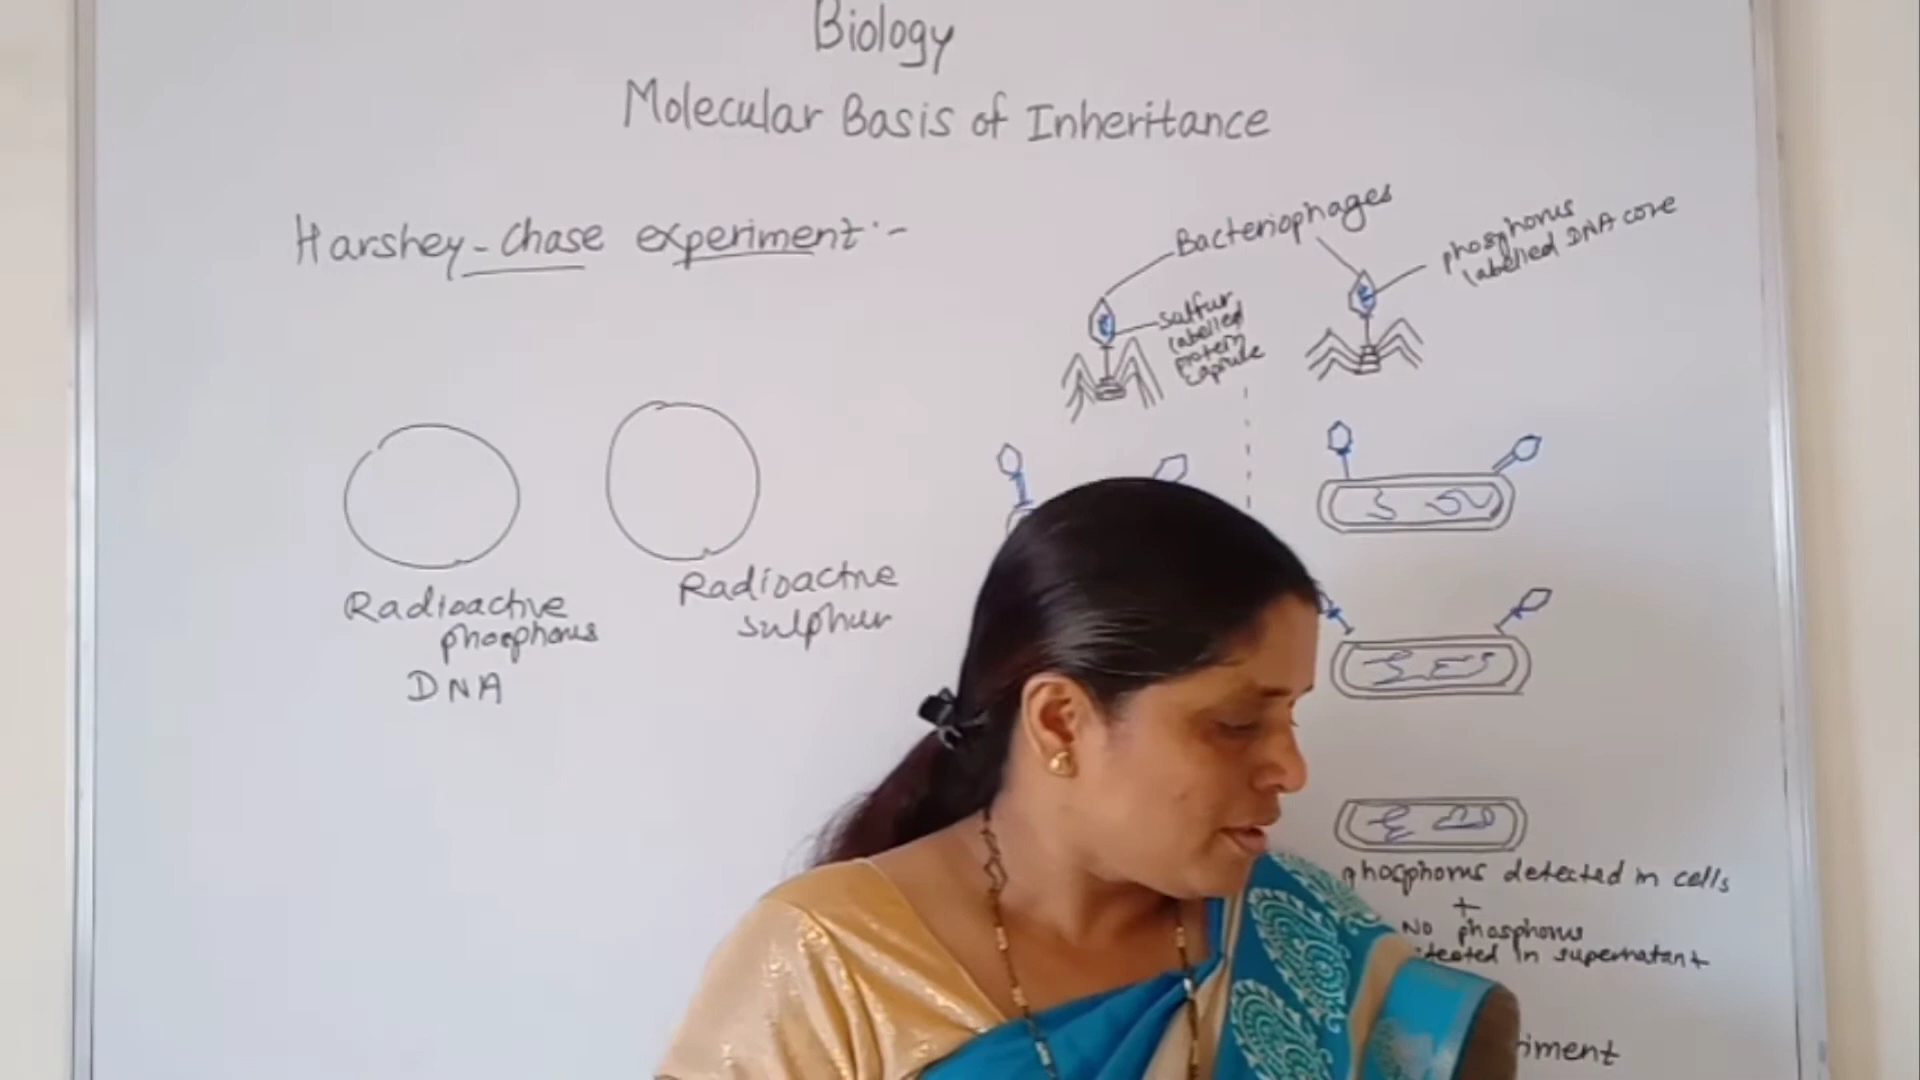 Biology
Molecular Basis of Inheritance
Harshey-Chase experiment:-
Bacteriophages
phosphorus
labelled DNA core
sulfur
labelled
protein
Capsule
Radioactive
phosphorus
DNA
Radioactive
sulphur
phosphorus detected in cells
+
No phosphorus
in supernatant